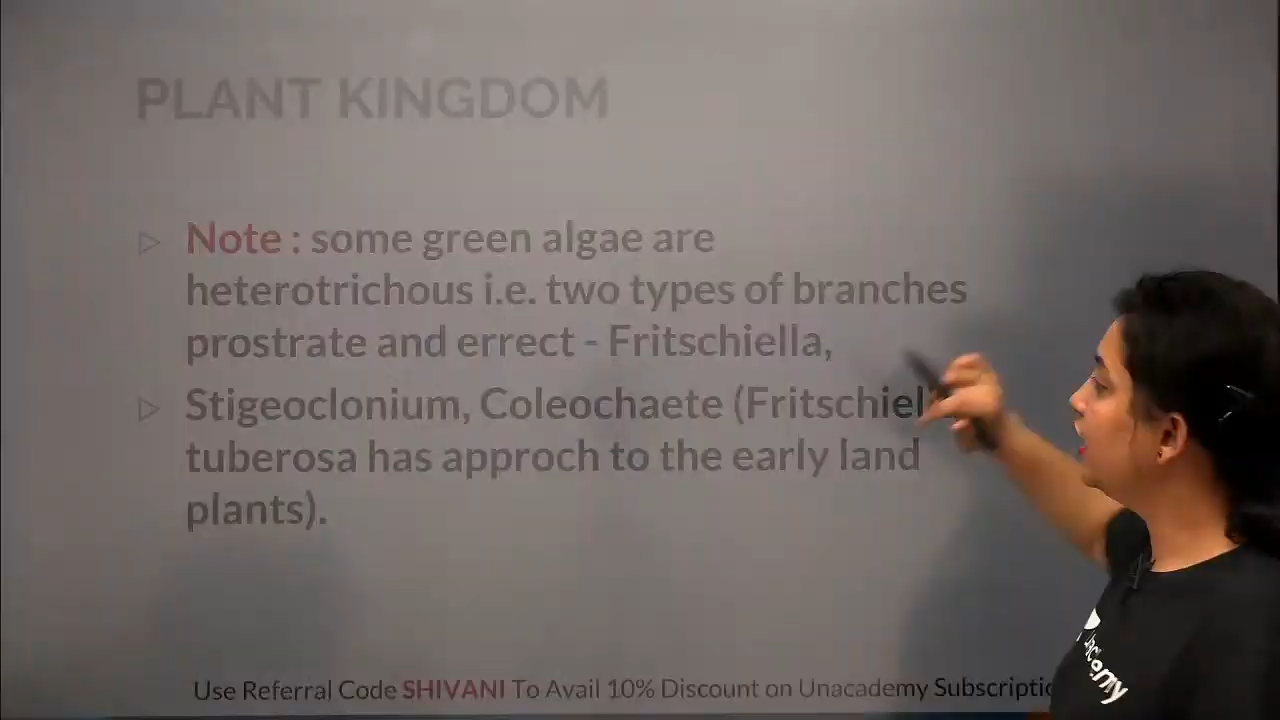 PLANT KINGDOM
Note : some green algae are
heterotrichous i.e. two types of branches
prostrate and errect - Fritschiella,
Stigeoclonium, Coleochaete (Fritschiel
tuberosa has approch to the early land
plants).
Use Referral Code SHIVANI To Avail 10% Discount on Unacademy Subscriptio